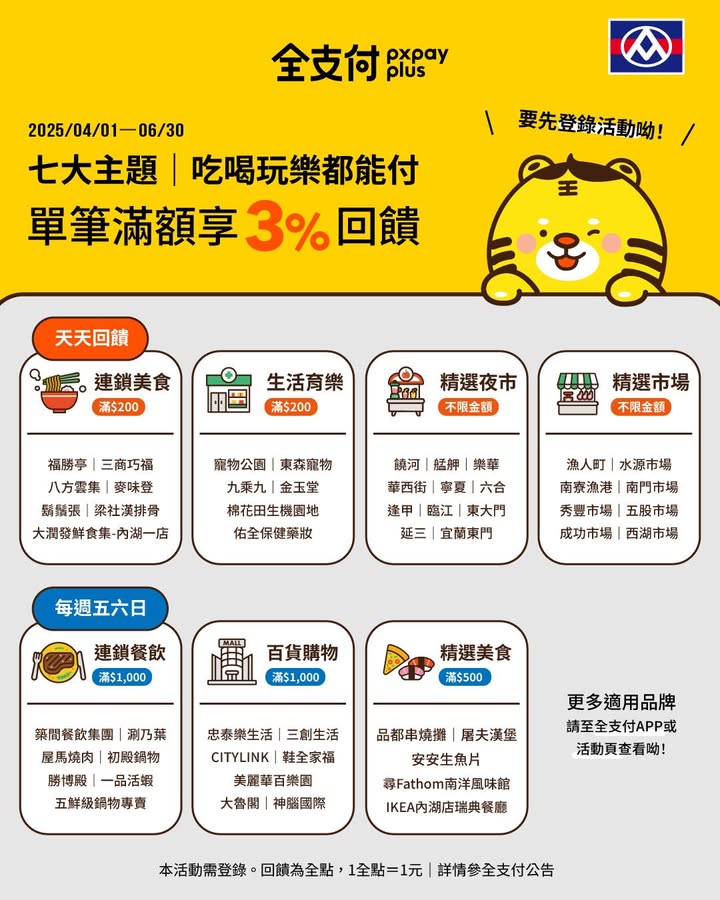 全支付 pxpay plus
2025/04/01—06/30
七大主題｜吃喝玩樂都能付
單筆滿額享3%回饋
要先登錄活動呦!
王
天天回饋
連鎖美食
滿$200
福勝亭｜三商巧福
八方雲集｜麥味登
鬍鬚張｜梁社漢排骨
大潤發鮮食集-內湖一店
生活育樂
滿$200
寵物公園｜東森寵物
九乘九｜金玉堂
棉花田生機園地
佑全保健藥妝
精選夜市
不限金額
饒河｜艋舺｜樂華
華西街｜寧夏｜六合
逢甲｜臨江｜東大門
延三｜宜蘭東門
精選市場
不限金額
漁人町｜水源市場
南寮漁港｜南門市場
秀豐市場｜五股市場
成功市場｜西湖市場
每週五六日
連鎖餐飲
滿$1,000
築間餐飲集團｜涮乃葉
屋馬燒肉｜初殿鍋物
勝博殿｜一品活蝦
五鮮級鍋物專賣
MALL
百貨購物
滿$1,000
忠泰樂生活｜三創生活
CITYLINK｜鞋全家福
美麗華百樂園
大魯閣｜神腦國際
精選美食
滿$500
品都串燒攤｜屠夫漢堡
安安生魚片
尋Fathom南洋風味館
IKEA內湖店瑞典餐廳
更多適用品牌
請至全支付APP或
活動頁查看呦!
本活動需登錄。回饋為全點，1全點＝1元｜詳情參全支付公告